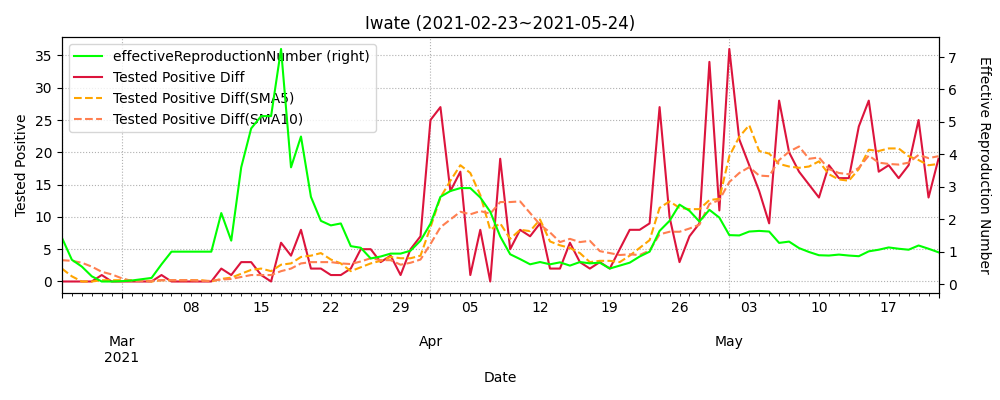 Iwate (2021-02-23~2021-05-24)
effectiveReproductionNumber (right)
Tested Positive Diff
Tested Positive Diff(SMA5)
Tested Positive Diff(SMA10)
Tested Positive
35
30
25
20
15
10
5
0
Effective Reproduction Number
7
6
5
4
3
2
1
0
08 15 22 29 05 12 19 26 03 10 17
Mar Apr May
2021
Date